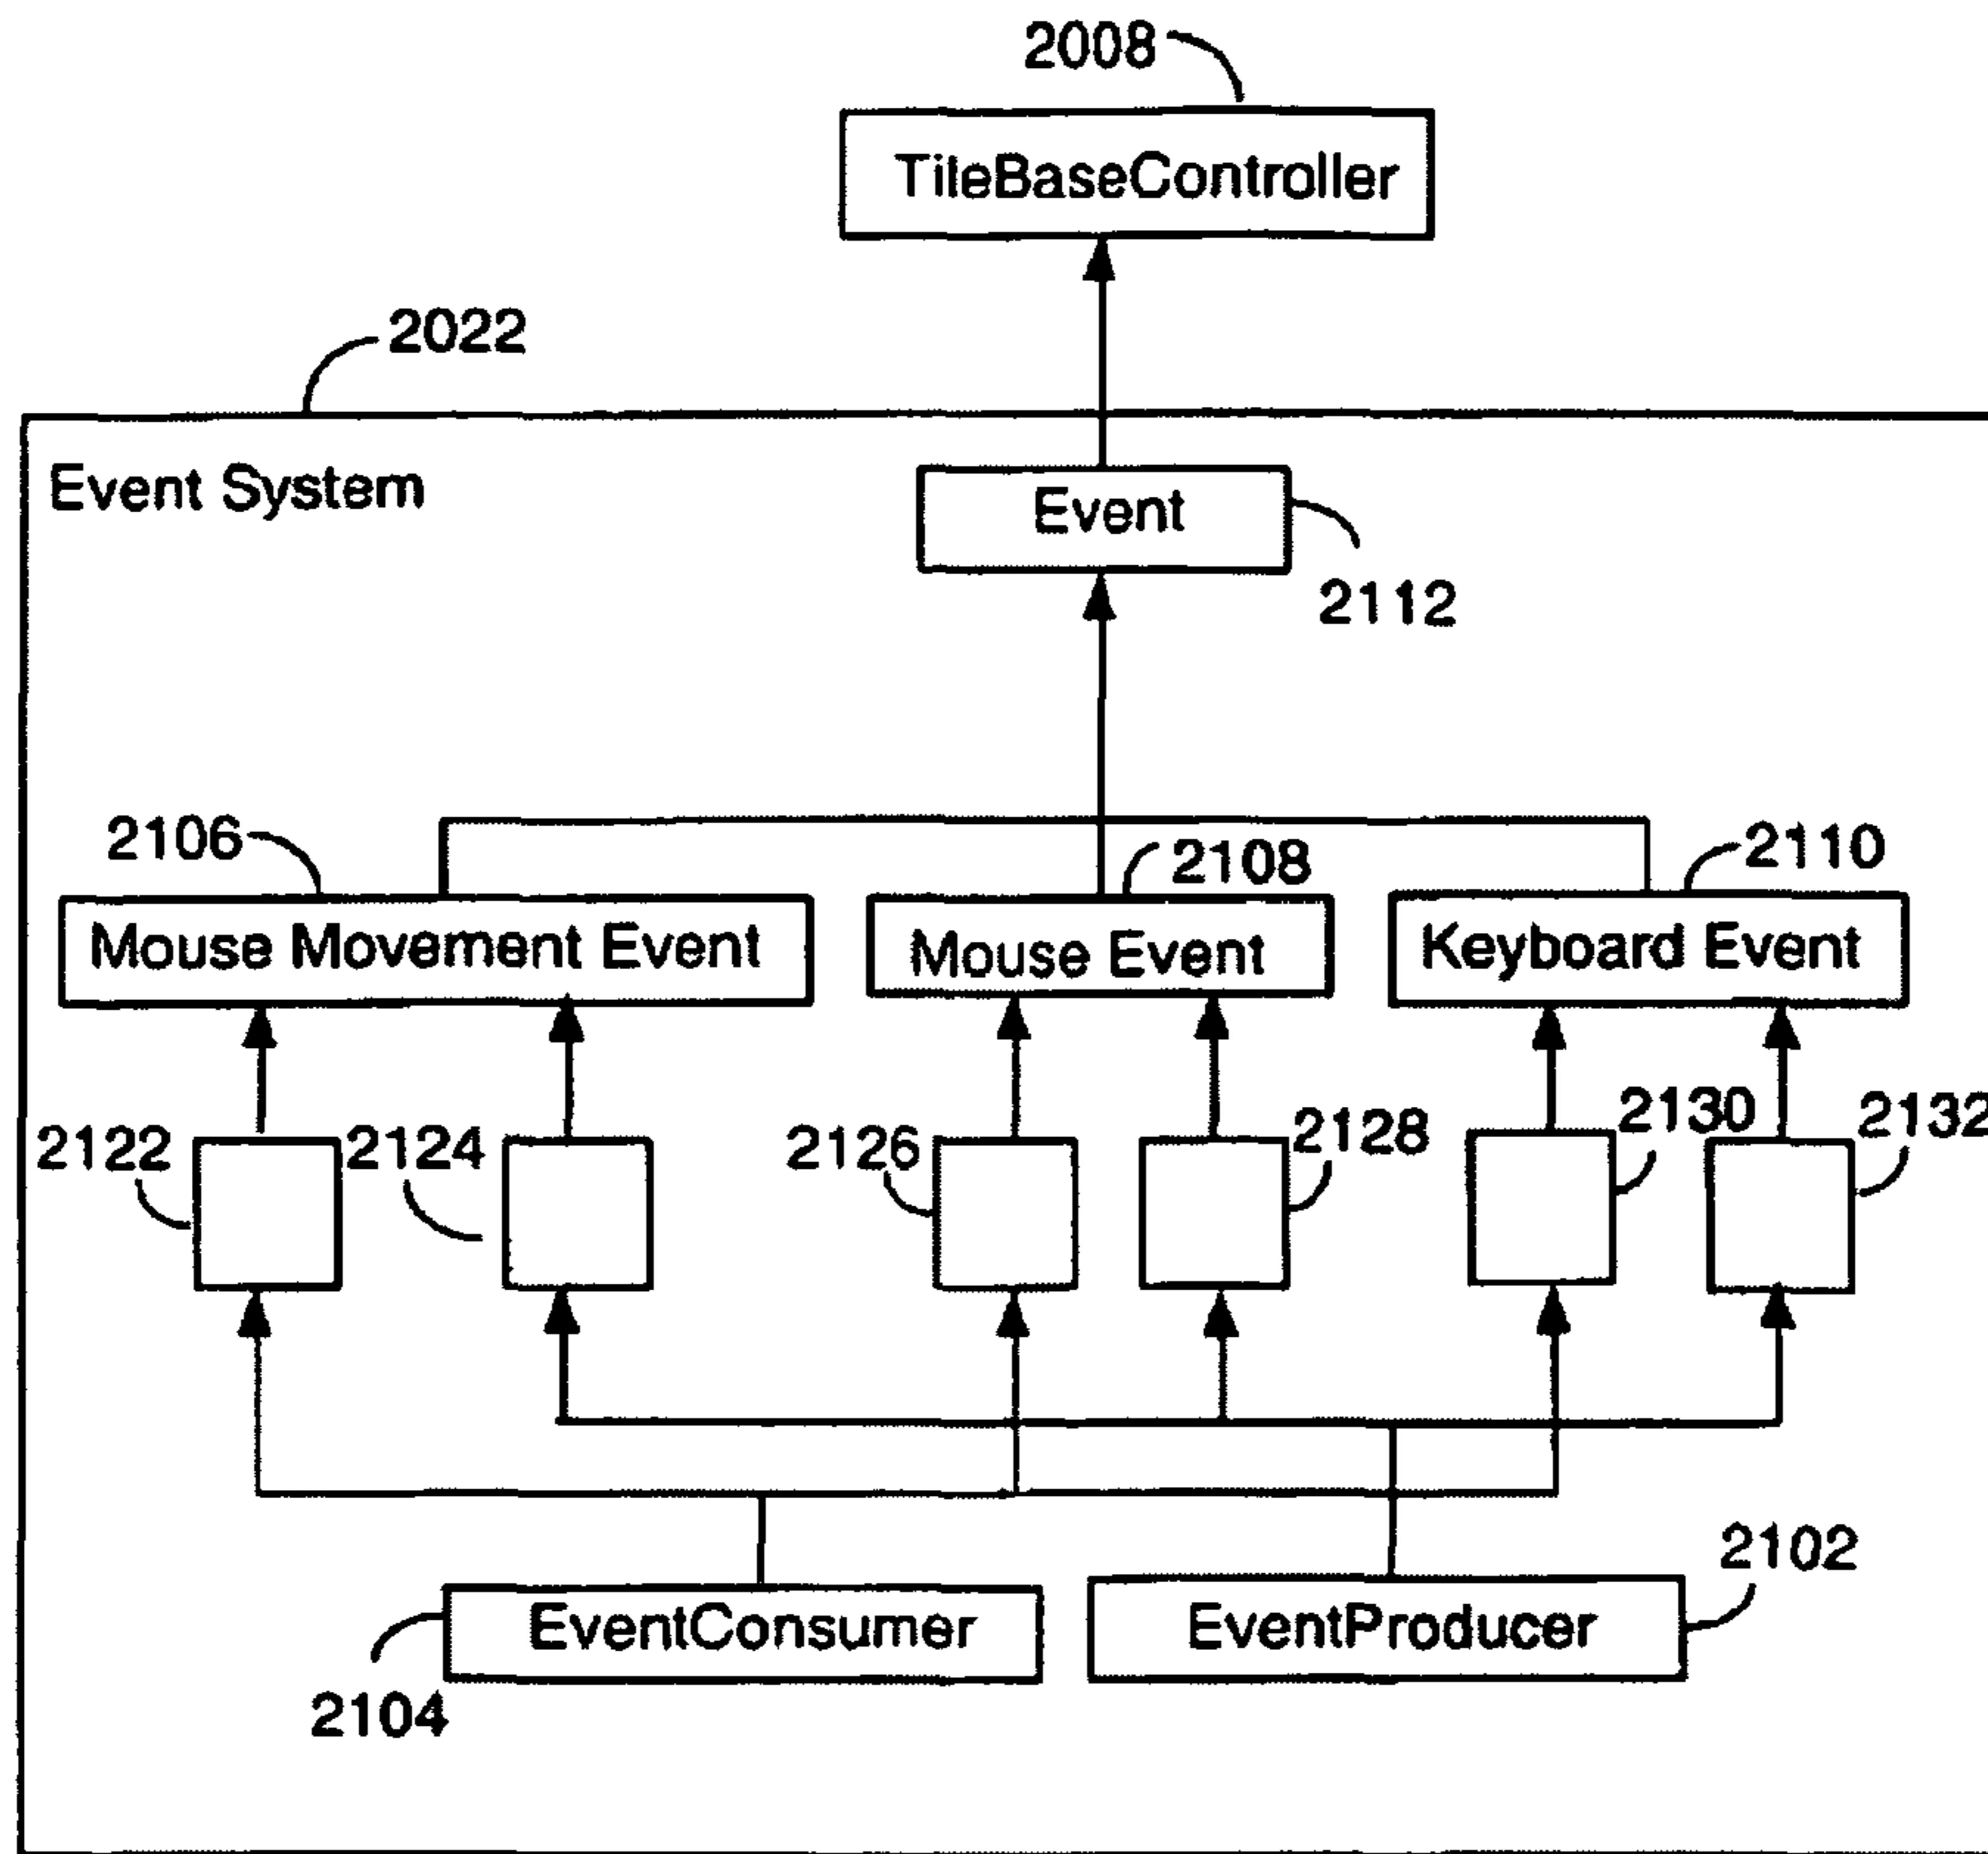 2008
TileBaseController
2022
Event System
Event
2112
2106
2108
2110
Mouse Movement Event
Mouse Event
Keyboard Event
2122
2124
2126
2128
2130
2132
EventConsumer
EventProducer
2102
2104